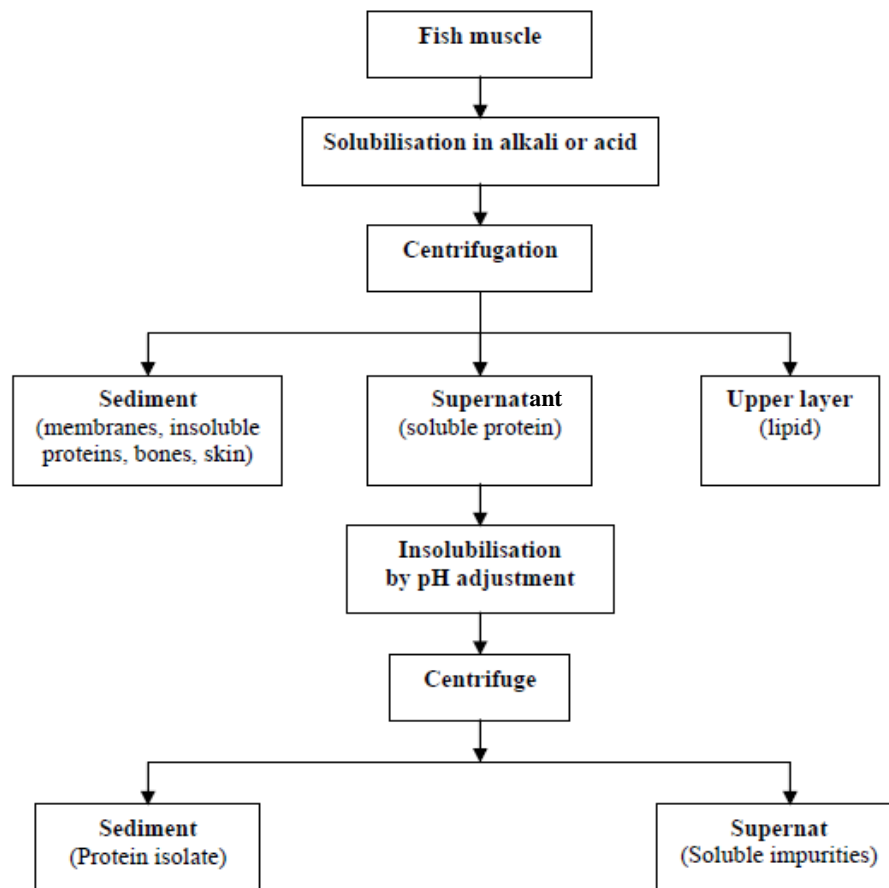 Fish muscle
Solubilisation in alkali or acid
Centrifugation
Sediment
(membranes, insoluble
proteins, bones, skin)
Supernatant
(soluble protein)
Upper layer
(lipid)
Insolubilisation
by pH adjustment
Centrifuge
Sediment
(Protein isolate)
Supernat
(Soluble impurities)